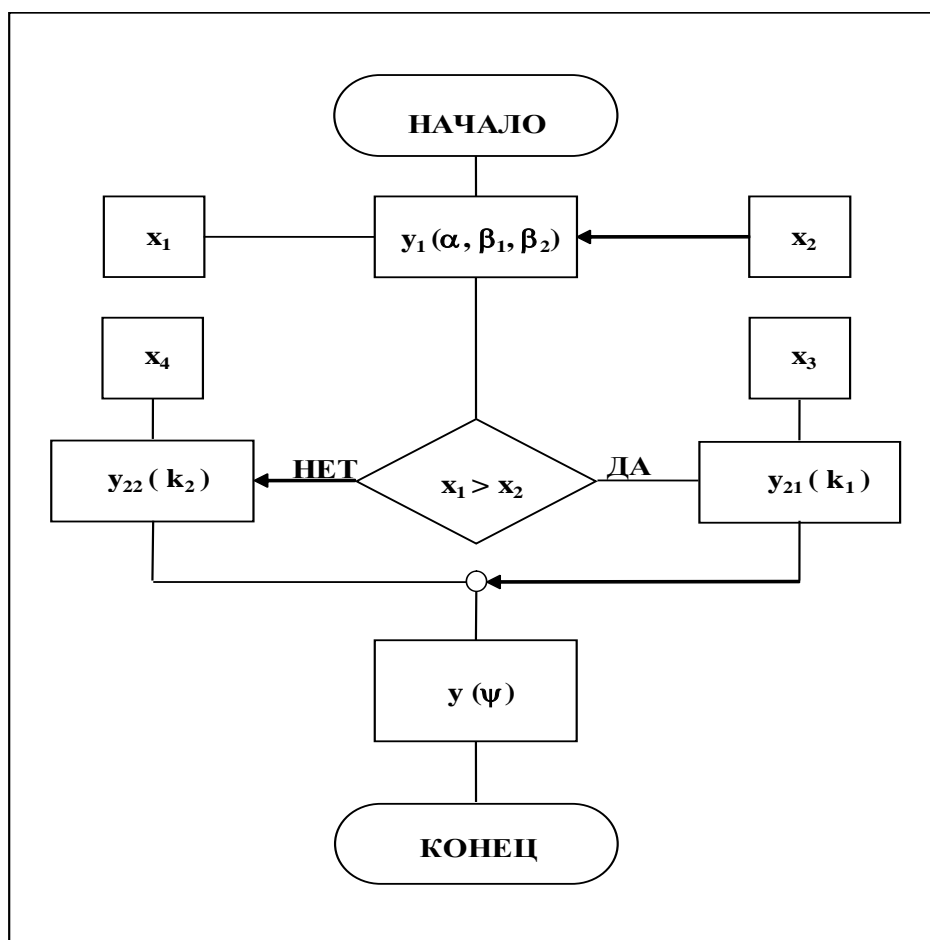 НАЧАЛО
x₁
y₁ (α, β₁, β₂)
x₂
x₄
x₃
y₂₂ ( k₂ )
НЕТ
x₁ > x₂
ДА
y₂₁ ( k₁ )
y (ψ)
КОНЕЦ